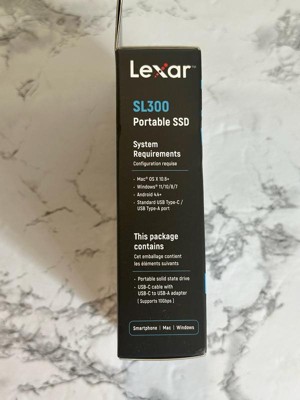 Lexar™
SL300
Portable SSD
System
Requirements
Configuration requise
- Mac® OS X 10.6+
- Windows® 11/10/8/7
- Android 4.4+
- Standard USB Type-C /
USB Type-A port
This package
contains
Cet emballage contient
les éléments suivants
- Portable solid state drive
- USB-C cable with
USB-C to USB-A adapter
( Supports 10Gbps )
Smartphone | Mac | Windows